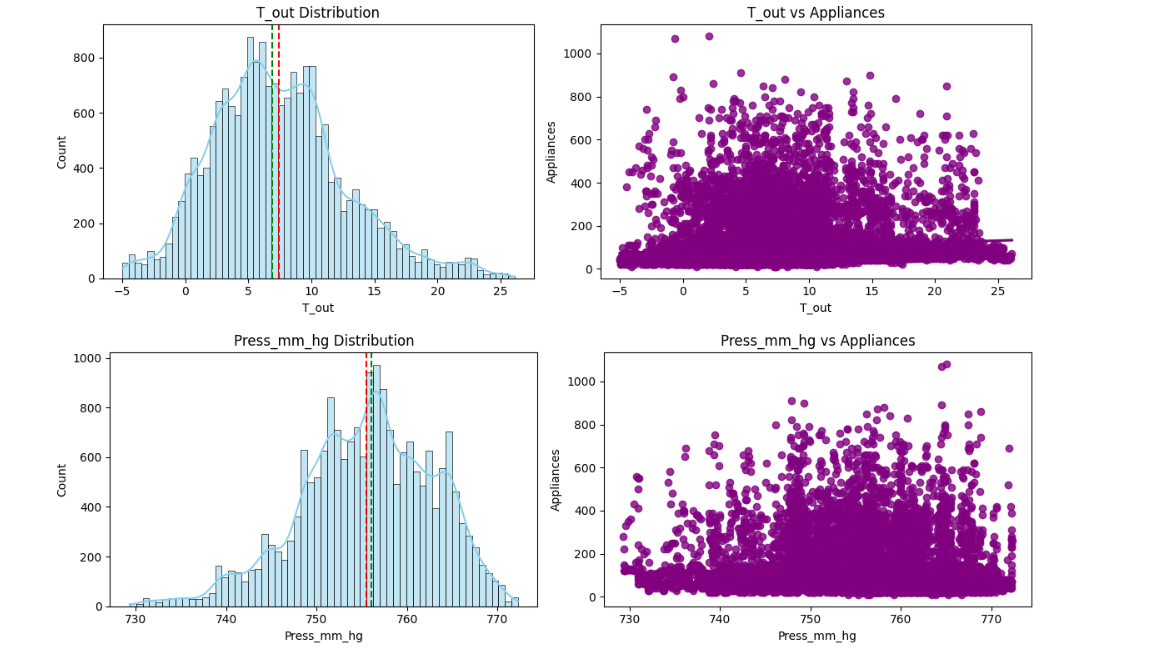 T_out Distribution
800
600
400
200
0
Count
−5 0 5 10 15 20 25
T_out
T_out vs Appliances
1000
800
600
400
200
0
Appliances
−5 0 5 10 15 20 25
T_out
Press_mm_hg Distribution
1000
800
600
400
200
0
Count
730 740 750 760 770
Press_mm_hg
Press_mm_hg vs Appliances
1000
800
600
400
200
0
Appliances
730 740 750 760 770
Press_mm_hg